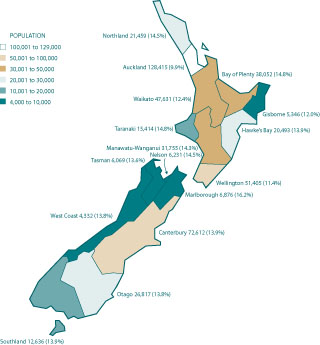 POPULATION
100,001 to 129,000
50,001 to 100,000
30,001 to 50,000
20,001 to 30,000
10,001 to 20,000
4,000 to 10,000
Northland 21,459 (14.5%)
Auckland 128,415 (9.9%)
Bay of Plenty 38,052 (14.8%)
Waikato 47,631 (12.4%)
Gisborne 5,346 (12.0%)
Taranaki 15,414 (14.8%)
Hawke's Bay 20,493 (13.9%)
Manawatu-Wanganui 31,755 (14.3%)
Nelson 6,231 (14.5%)
Tasman 6,069 (13.6%)
Wellington 51,405 (11.4%)
Marlborough 6,876 (16.2%)
West Coast 4,332 (13.8%)
Canterbury 72,612 (13.9%)
Otago 26,817 (13.8%)
Southland 12,636 (13.9%)